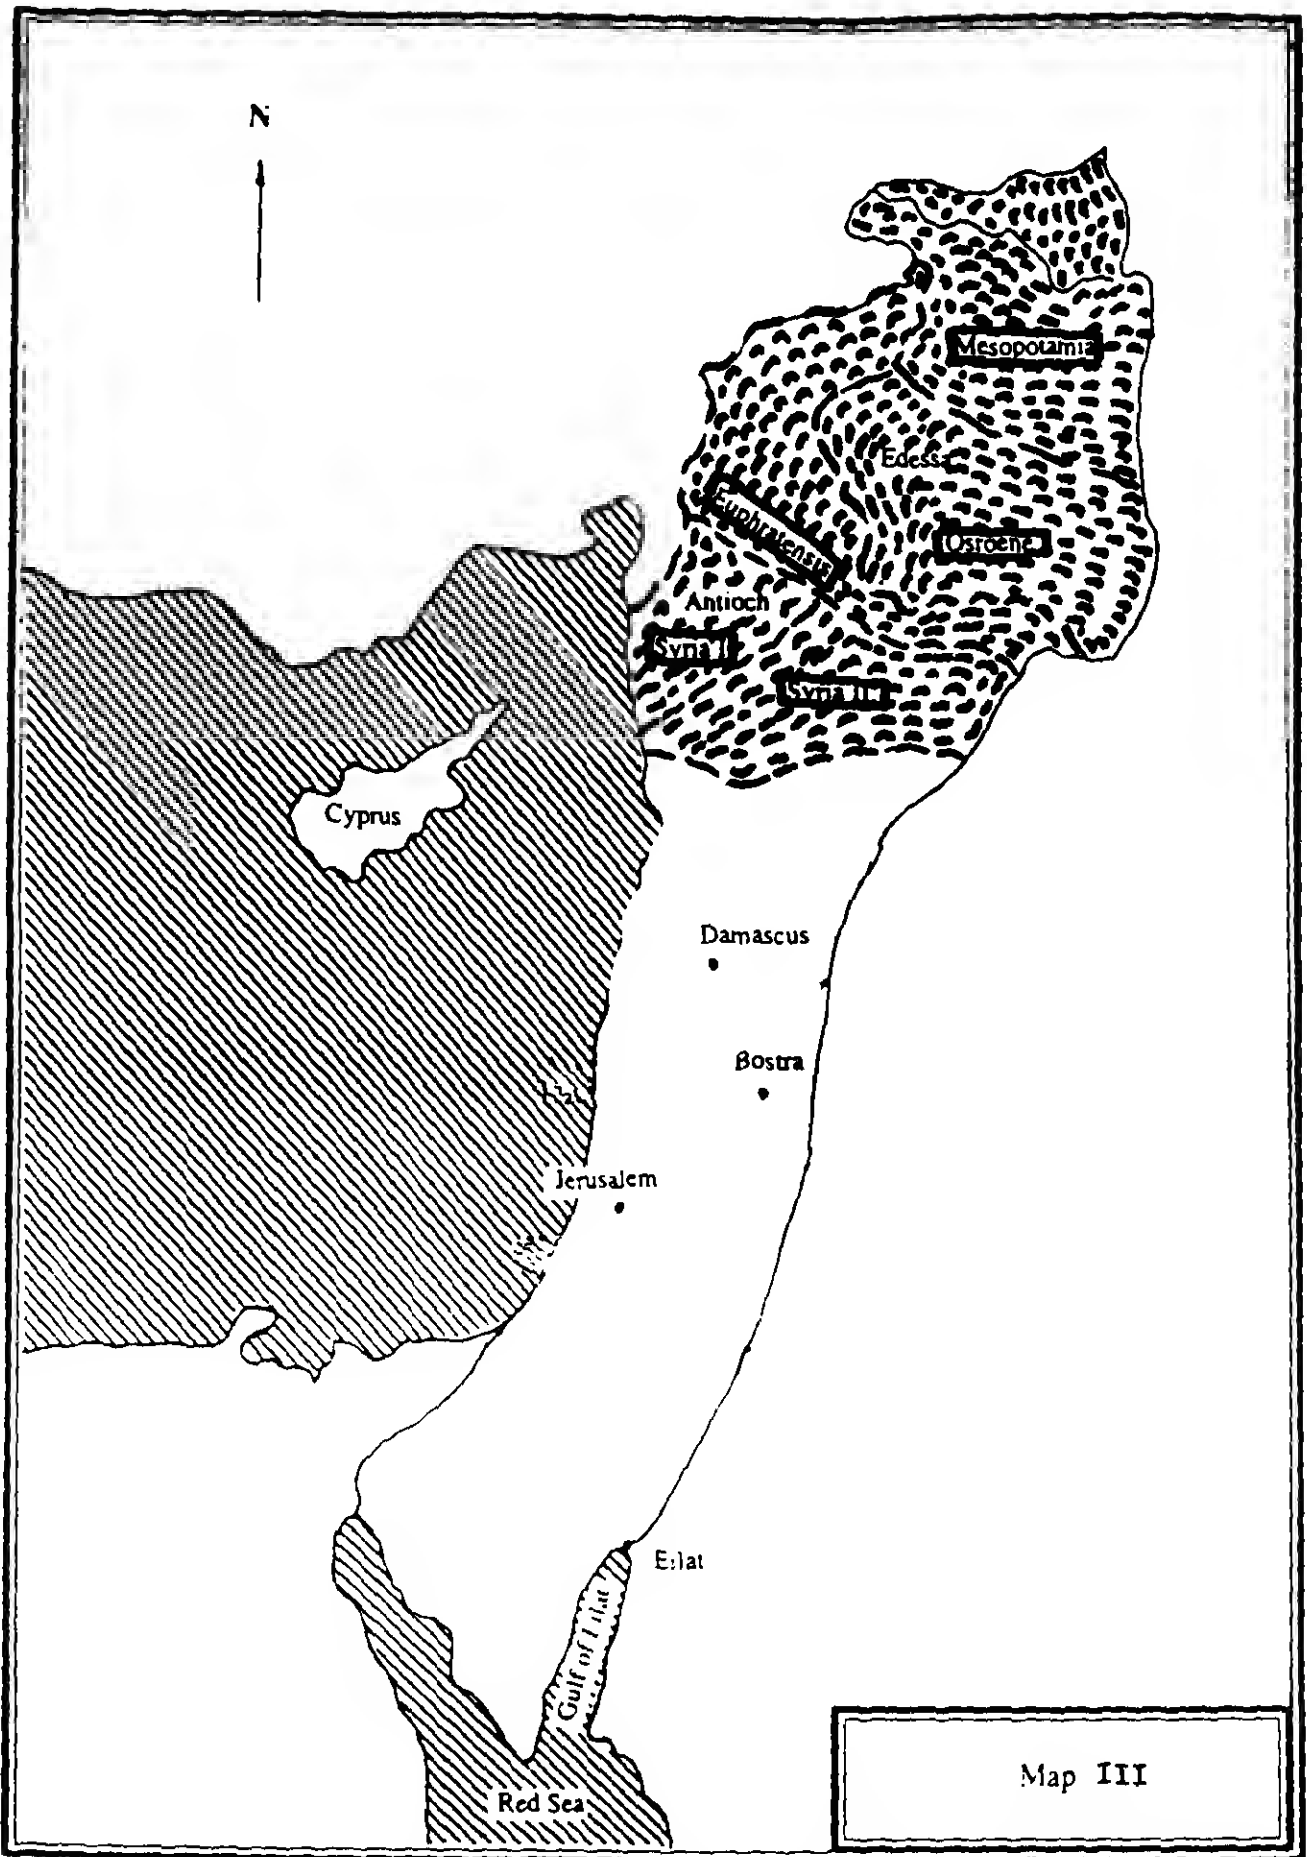 N
Mesopotamia
Edessa
Euphratensis
Osroene
Antioch
Syria I
Syria II
Cyprus
Damascus
Bostra
Jerusalem
Eilat
Gulf of Eilat
Red Sea
Map III